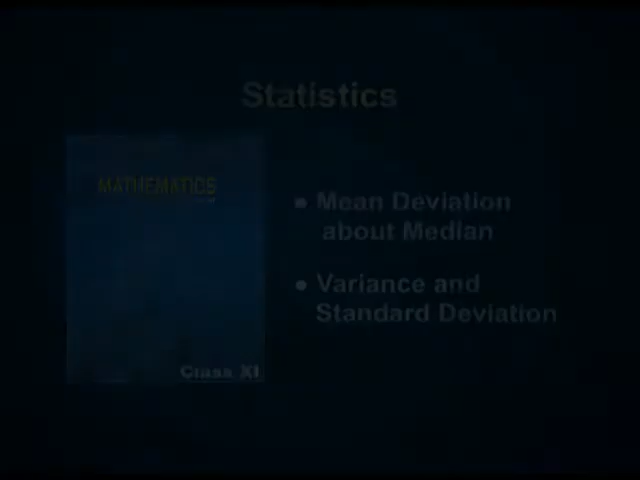 Statistics
MATHEMATICS
Class XI
• Mean Deviation
about Median
• Variance and
Standard Deviation